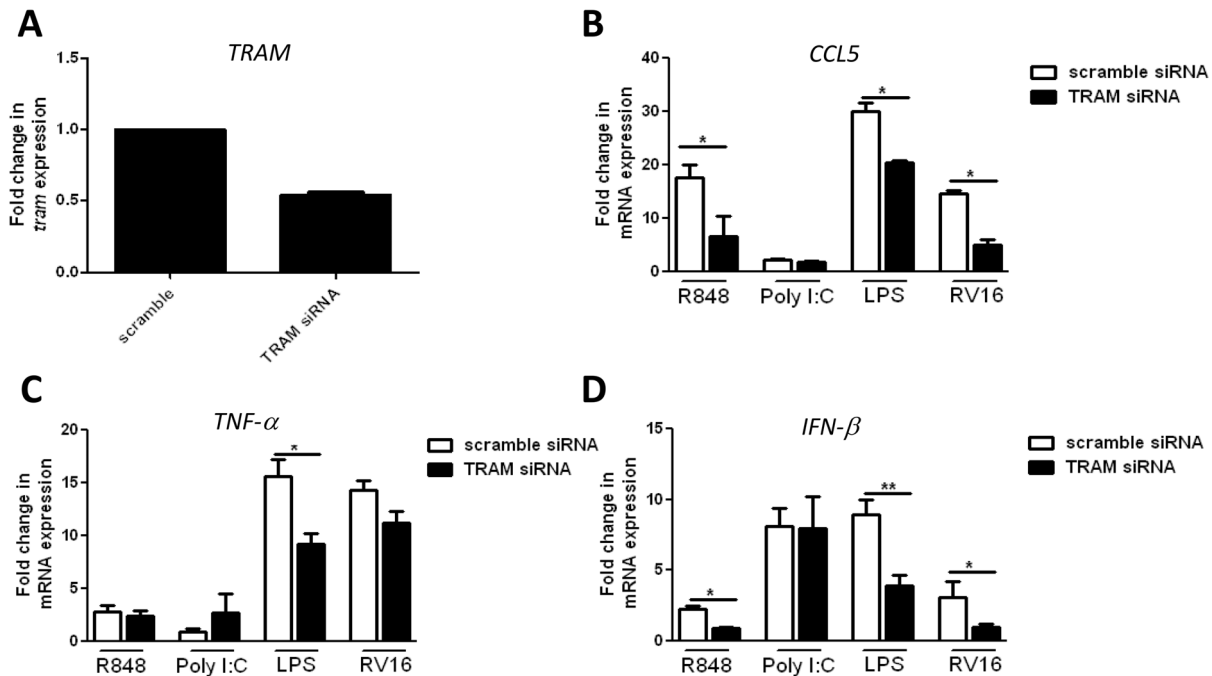 A
TRAM
Fold change in
tram expression
1.5
1.0
0.5
0.0
scramble
TRAM siRNA
B
CCL5
Fold change in
mRNA expression
40
30
20
10
0
*
*
*
R848
Poly I:C
LPS
RV16
scramble siRNA
TRAM siRNA
C
TNF-α
Fold change in
mRNA expression
20
15
10
5
0
*
R848
Poly I:C
LPS
RV16
scramble siRNA
TRAM siRNA
D
IFN-β
Fold change in
mRNA expression
15
10
5
0
*
**
*
R848
Poly I:C
LPS
RV16
scramble siRNA
TRAM siRNA